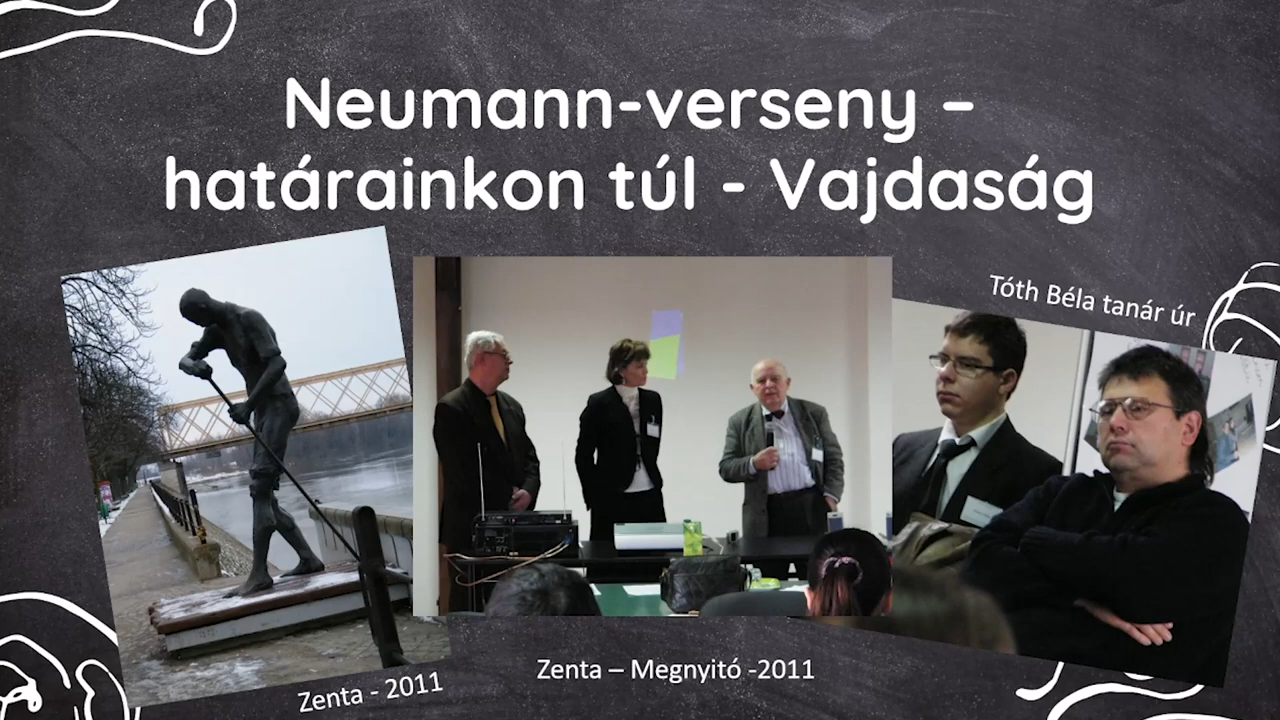 Neumann-verseny –
határainkon túl - Vajdaság
Tóth Béla tanár úr
Zenta – Megnyitó -2011
Zenta - 2011